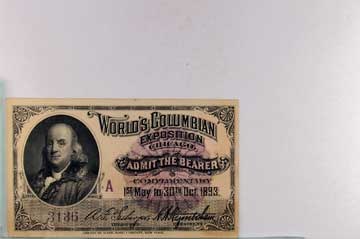 WORLD'S COLUMBIAN
EXPOSITION
CHICAGO.
ADMIT THE BEARER
A
COMPLIMENTARY
1ST May to 30TH Oct. 1893.
3136